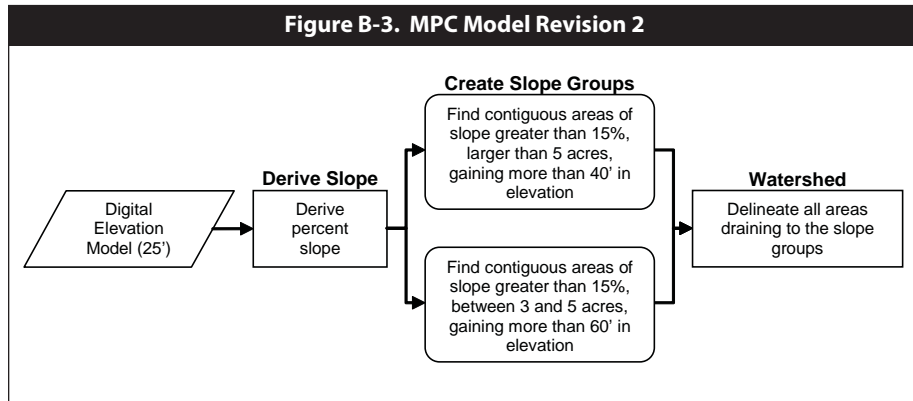 Figure B-3. MPC Model Revision 2
Create Slope Groups
Find contiguous areas of
slope greater than 15%,
larger than 5 acres,
gaining more than 40' in
elevation
Derive Slope
Derive
percent
slope
Digital
Elevation
Model (25')
Watershed
Delineate all areas
draining to the slope
groups
Find contiguous areas of
slope greater than 15%,
between 3 and 5 acres,
gaining more than 60' in
elevation